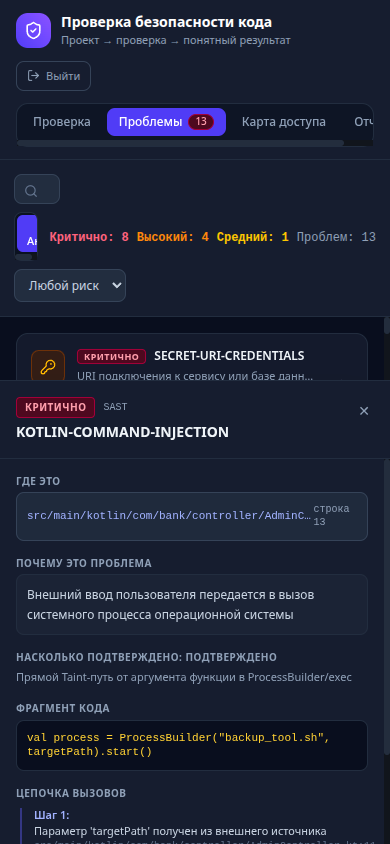 Проверка безопасности кода
Проект → проверка → понятный результат
Выйти
Проверка Проблемы 13 Карта доступа Отч
Критично: 8 Высокий: 4 Средний: 1 Проблем: 13
Любой риск
КРИТИЧНО SECRET-URI-CREDENTIALS
URI подключения к сервису или базе данн...
КРИТИЧНО SAST
×
KOTLIN-COMMAND-INJECTION
ГДЕ ЭТО
src/main/kotlin/com/bank/controller/AdminC… строка 13
ПОЧЕМУ ЭТО ПРОБЛЕМА
Внешний ввод пользователя передается в вызов
системного процесса операционной системы
НАСКОЛЬКО ПОДТВЕРЖДЕНО: ПОДТВЕРЖДЕНО
Прямой Taint-путь от аргумента функции в ProcessBuilder/exec
ФРАГМЕНТ КОДА
val process = ProcessBuilder("backup_tool.sh",
targetPath).start()
ЦЕПОЧКА ВЫЗОВОВ
Шаг 1:
Параметр 'targetPath' получен из внешнего источника